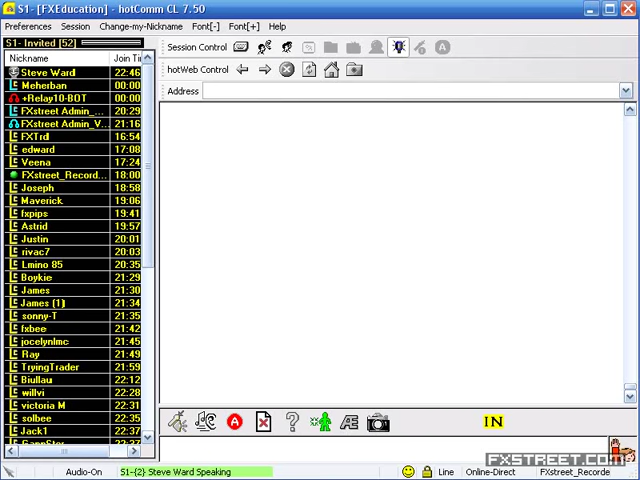 S1- [FXEducation] - hotComm CL 7.50
Preferences Session Change-my-Nickname Font[-] Font[+] Help
S1- Invited [52]
Nickname Join Ti
Steve Ward 22:46
Meherban 00:00
+Relay10-BOT 00:00
FXstreet Admin_... 20:29
FXstreet Admin_V... 21:16
FXTrd 16:54
edward 17:08
Veena 17:24
FXstreet_Record... 18:00
Joseph 18:58
Maverick 19:06
fxpips 19:41
Astrid 19:57
Justin 20:01
rivac7 20:03
Lmino 85 20:35
Boykie 21:29
James 21:30
James (1) 21:34
sonny-T 21:35
fxbee 21:42
jocelynlmc 21:45
Ray 21:49
TryingTrader 21:59
Biullau 22:12
willvi 22:28
victoria M 22:31
solbee 22:35
Jack1 22:37
Session Control
hotWeb Control
Address
IN
FXSTREET.COM
Audio-On S1-{2} Steve Ward Speaking Line Online-Direct FXstreet_Recorde